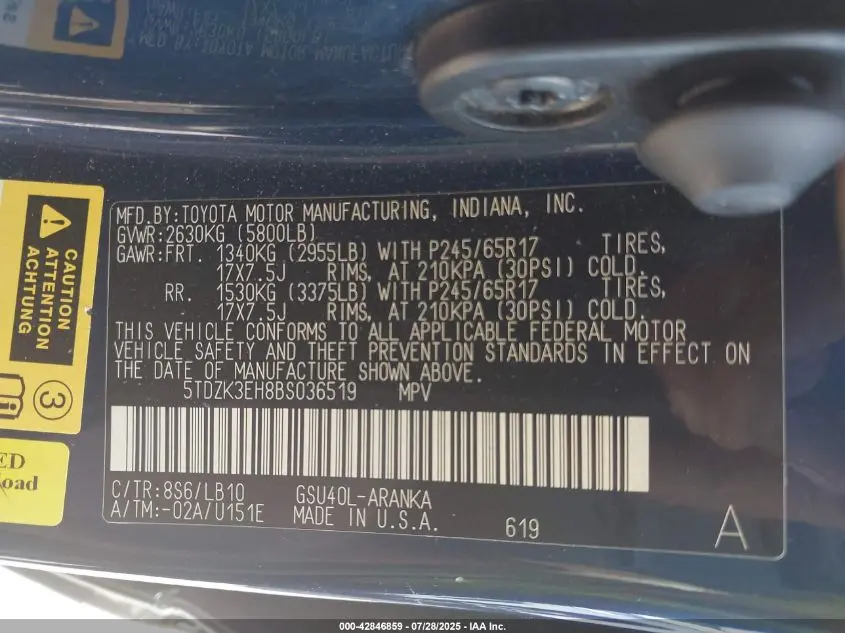 MFD.BY:TOYOTA MOTOR MANUFACTURING, INDIANA, INC.
GVWR:2630KG (5800LB)
GAWR:FRT. 1340KG (2955LB) WITH P245/65R17 TIRES,
17X7.5J RIMS, AT 210KPA (30PSI) COLD.
RR. 1530KG (3375LB) WITH P245/65R17 TIRES,
17X7.5J RIMS, AT 210KPA (30PSI) COLD.
THIS VEHICLE CONFORMS TO ALL APPLICABLE FEDERAL MOTOR
VEHICLE SAFETY AND THEFT PREVENTION STANDARDS IN EFFECT ON
THE DATE OF MANUFACTURE SHOWN ABOVE.
5TDZK3EH8BS036519 MPV
C/TR:8S6/LB10 GSU40L-ARANKA
A/TM:-02A/U151E MADE IN U.S.A. 619 A
CAUTION
ATTENTION
3
ED
oad
000-42846859 - 07/28/2025 - IAA Inc.